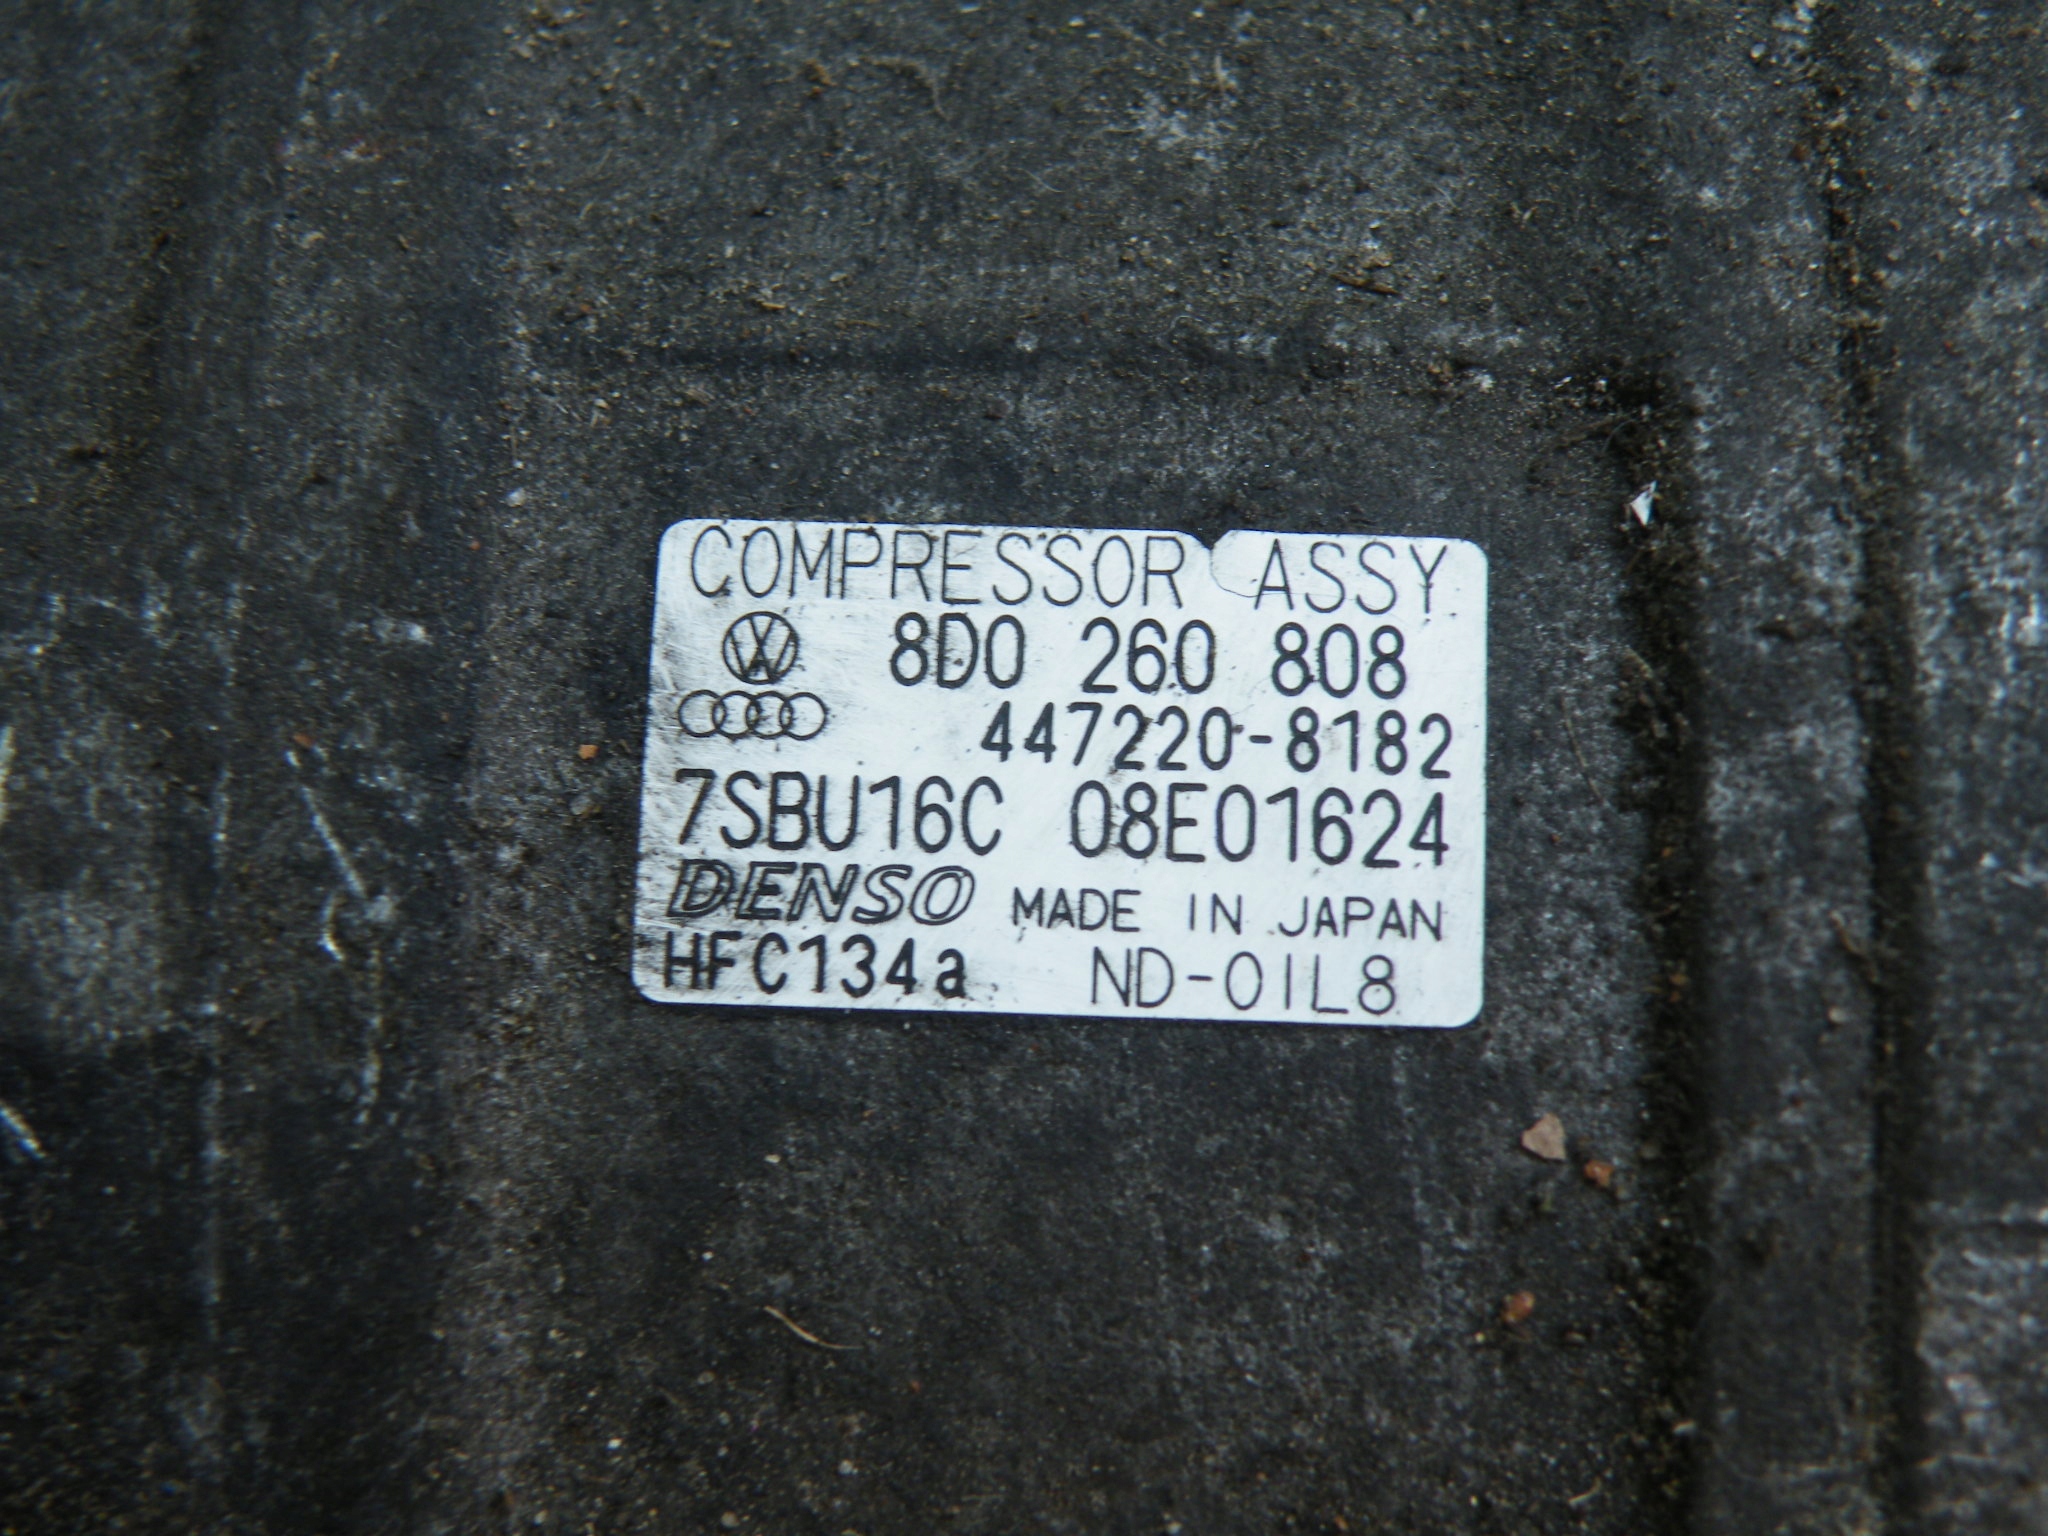 COMPRESSOR ASSY
8D0 260 808
447220-8182
7SBU16C 08E01624
DENSO MADE IN JAPAN
HFC134a ND-OIL8